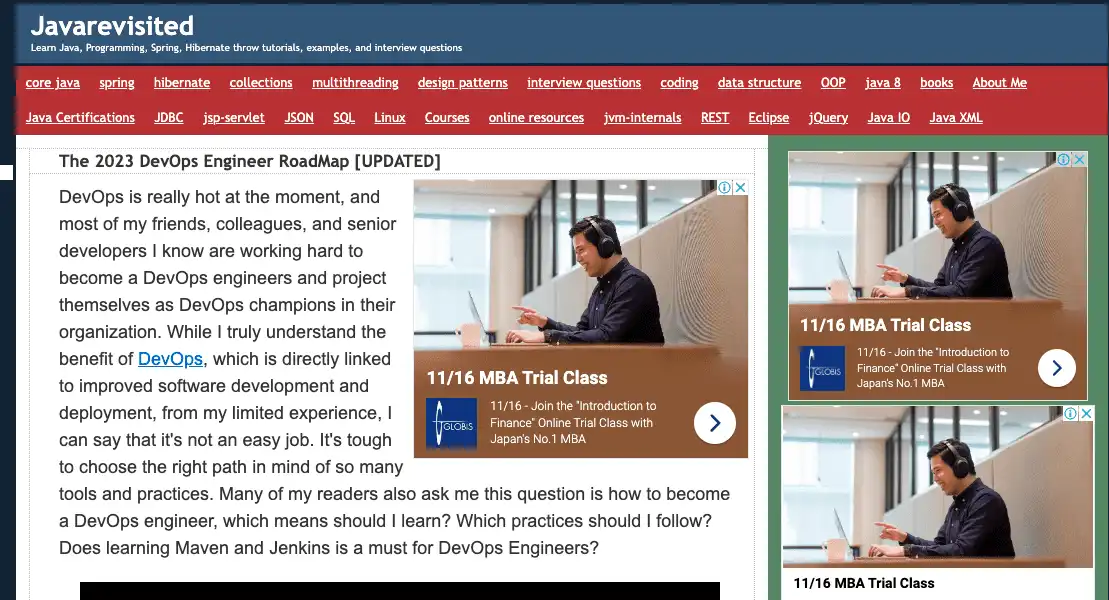 Javarevisited
Learn Java, Programming, Spring, Hibernate throw tutorials, examples, and interview questions
core java spring hibernate collections multithreading design patterns interview questions coding data structure OOP java 8 books About Me
Java Certifications JDBC jsp-servlet JSON SQL Linux Courses online resources jvm-internals REST Eclipse jQuery Java IO Java XML
The 2023 DevOps Engineer RoadMap [UPDATED]
DevOps is really hot at the moment, and
most of my friends, colleagues, and senior
developers I know are working hard to
become a DevOps engineers and project
themselves as DevOps champions in their
organization. While I truly understand the
benefit of DevOps, which is directly linked
to improved software development and
deployment, from my limited experience, I
can say that it's not an easy job. It's tough
to choose the right path in mind of so many
tools and practices. Many of my readers also ask me this question is how to become
a DevOps engineer, which means should I learn? Which practices should I follow?
Does learning Maven and Jenkins is a must for DevOps Engineers?
11/16 MBA Trial Class
GLOBIS
11/16 - Join the "Introduction to
Finance" Online Trial Class with
Japan's No.1 MBA
11/16 MBA Trial Class
GLOBIS
11/16 - Join the "Introduction to
Finance" Online Trial Class with
Japan's No.1 MBA
11/16 MBA Trial Class